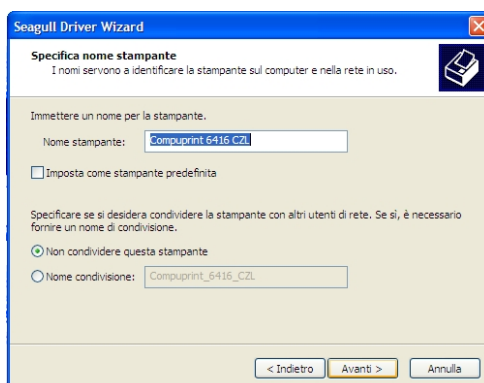 Seagull Driver Wizard
Specifica nome stampante
I nomi servono a identificare la stampante sul computer e nella rete in uso.
Immettere un nome per la stampante.
Nome stampante: Compuprint 6416 CZL
Imposta come stampante predefinita
Specificare se si desidera condividere la stampante con altri utenti di rete. Se sì, è necessario
fornire un nome di condivisione.
Non condividere questa stampante
Nome condivisione: Compuprint_6416_CZL
< Indietro Avanti > Annulla